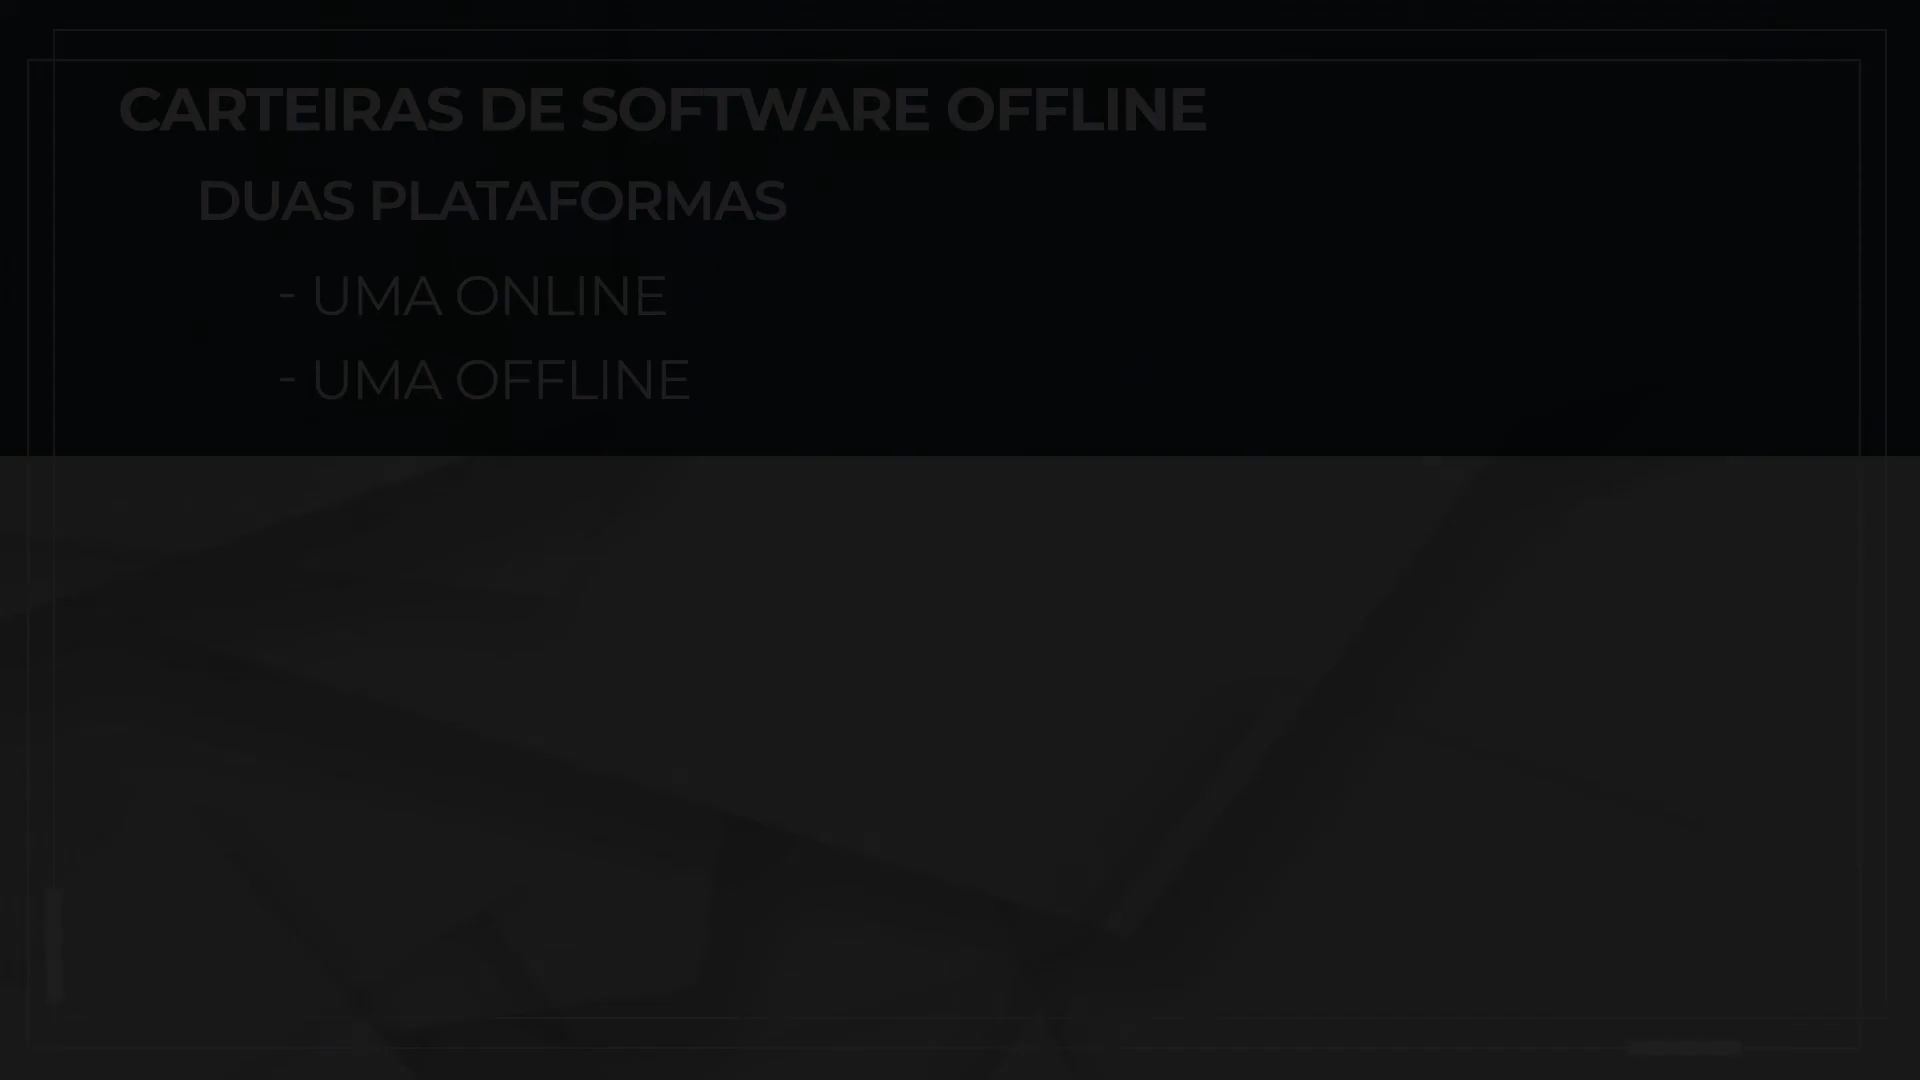 CARTEIRAS DE SOFTWARE OFFLINE
DUAS PLATAFORMAS
- UMA ONLINE
- UMA OFFLINE